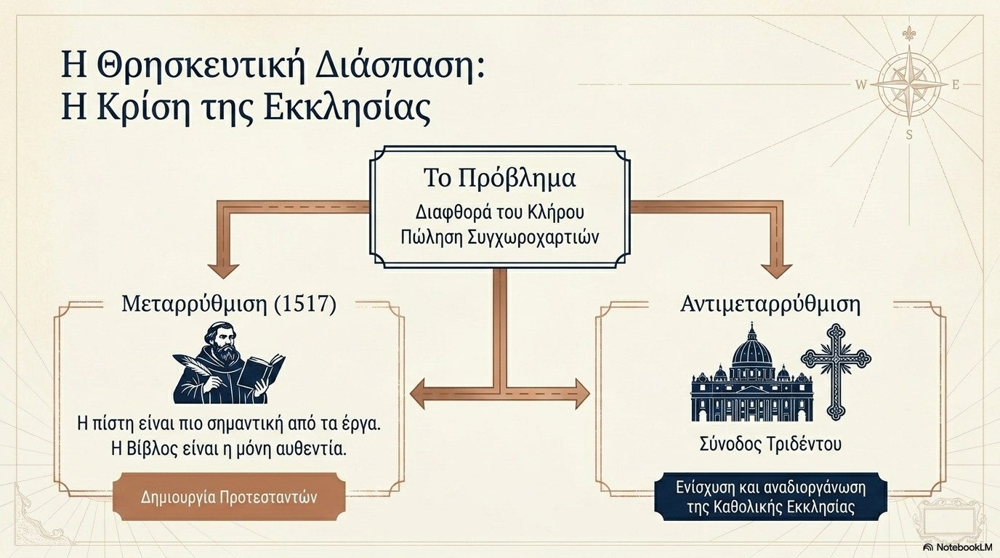 Η Θρησκευτική Διάσπαση:
Η Κρίση της Εκκλησίας
W
E
S
Το Πρόβλημα
Διαφθορά του Κλήρου
Πώληση Συγχωροχαρτιών
Μεταρρύθμιση (1517)
Η πίστη είναι πιο σημαντική από τα έργα.
Η Βίβλος είναι η μόνη αυθεντία.
Δημιουργία Προτεσταντών
Αντιμεταρρύθμιση
Σύνοδος Τριδέντου
Ενίσχυση και αναδιοργάνωση
της Καθολικής Εκκλησίας
NotebookLM